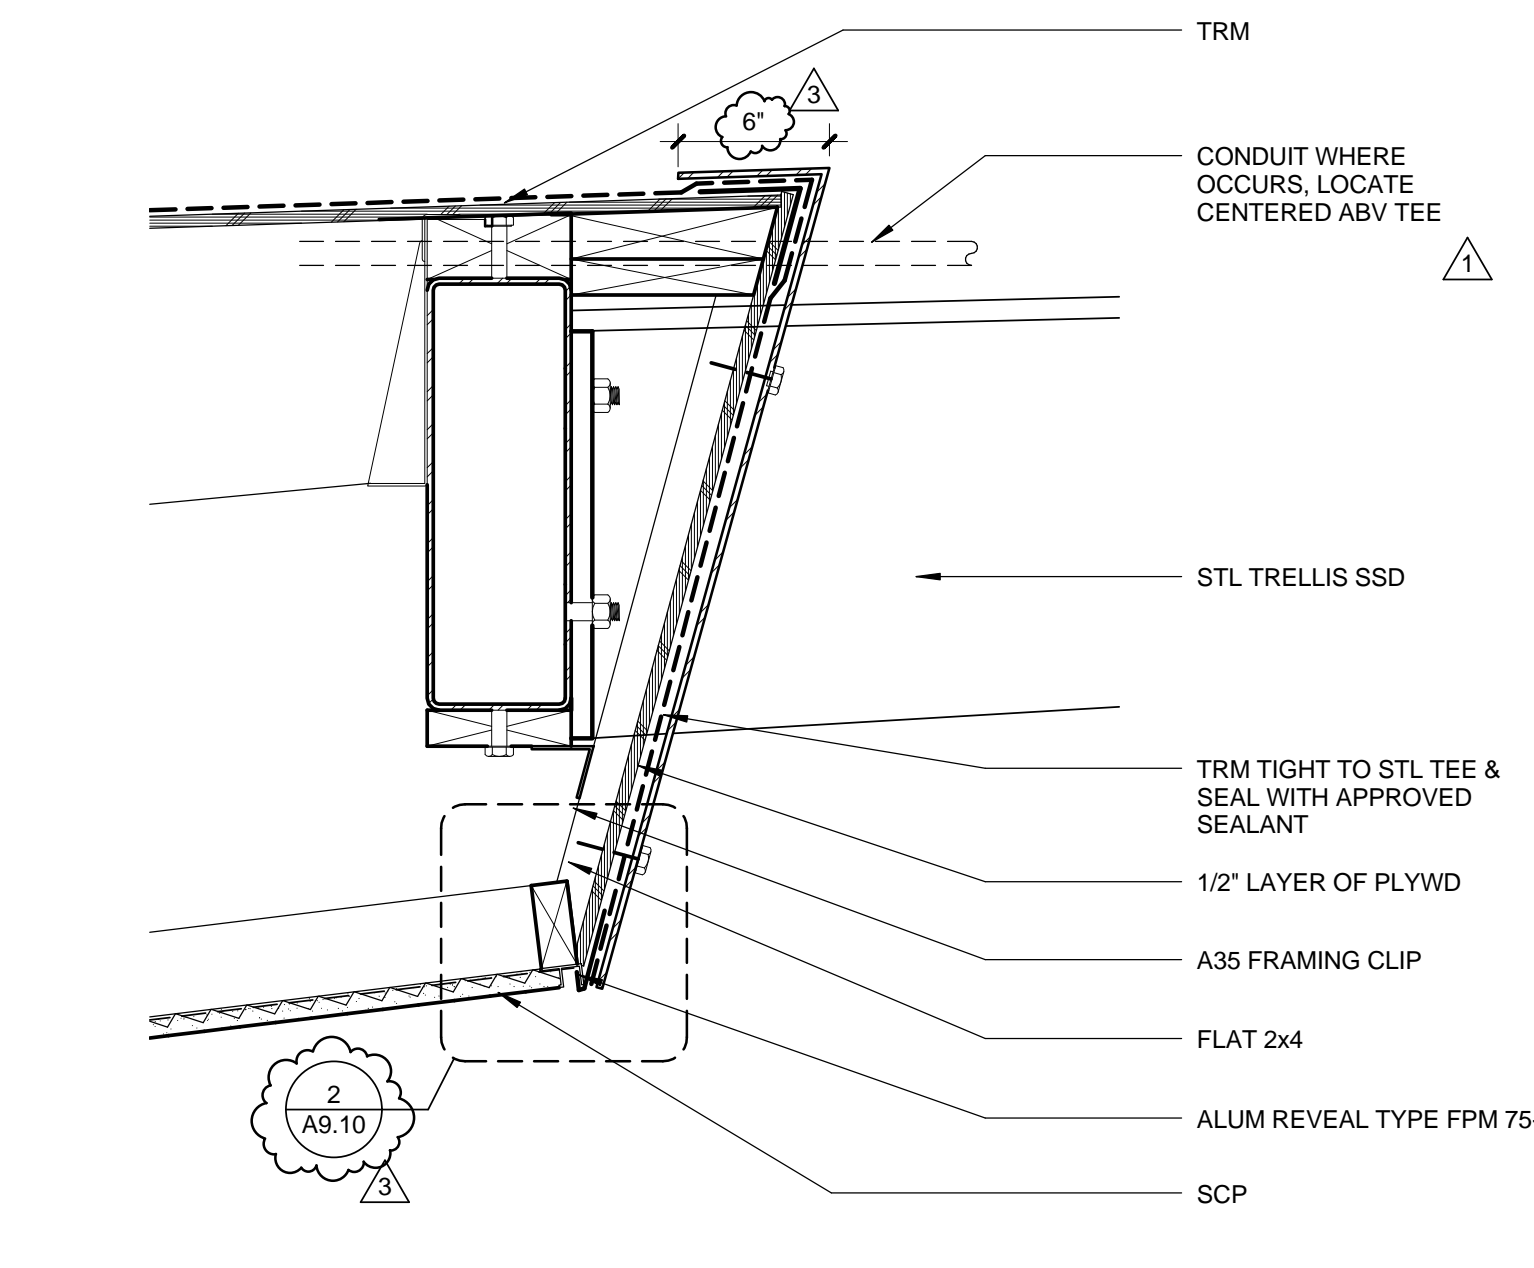 TRM
3
6"
CONDUIT WHERE
OCCURS, LOCATE
CENTERED ABV TEE
1
STL TRELLIS SSD
TRM TIGHT TO STL TEE &
SEAL WITH APPROVED
SEALANT
1/2" LAYER OF PLYWD
A35 FRAMING CLIP
FLAT 2x4
ALUM REVEAL TYPE FPM 75-
SCP
2
A9.10
3